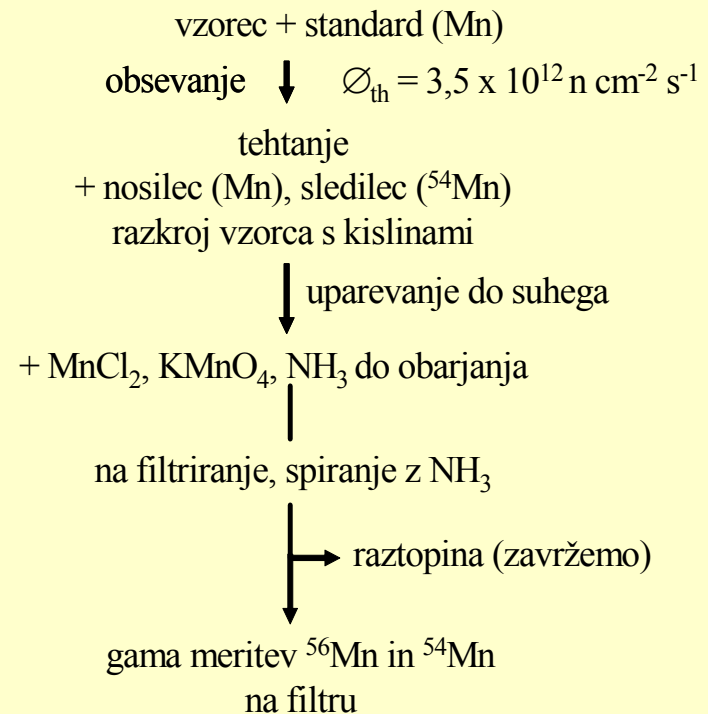 vzorec + standard (Mn)
obsevanje ∅th = 3,5 x 10¹² n cm⁻² s⁻¹
tehtanje
+ nosilec (Mn), sledilec (⁵⁴Mn)
razkroj vzorca s kislinami
uparevanje do suhega
+ MnCl₂, KMnO₄, NH₃ do obarjanja
na filtriranje, spiranje z NH₃
raztopina (zavržemo)
gama meritev ⁵⁶Mn in ⁵⁴Mn
na filtru